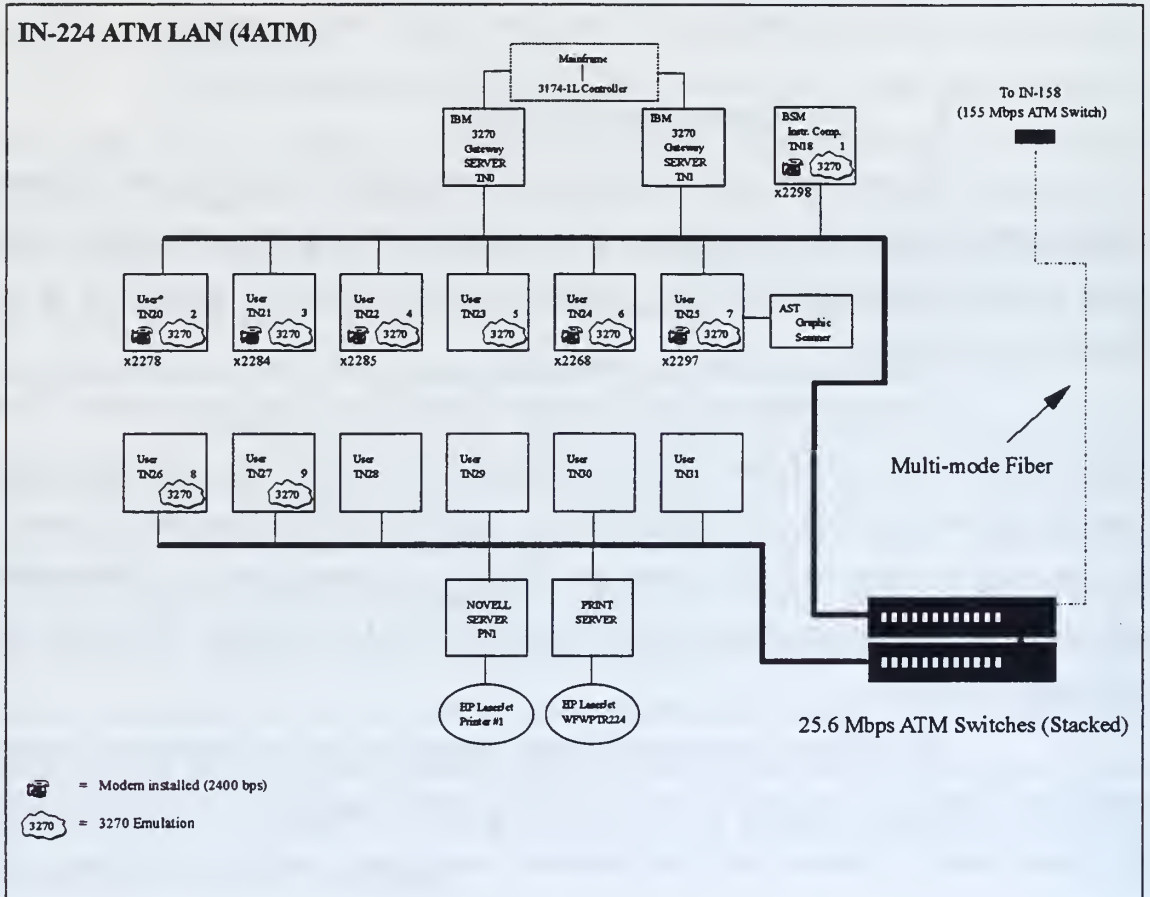 IN-224 ATM LAN (4ATM)
Mainframe
3174-1L Controller
To IN-158
(155 Mbps ATM Switch)
IBM
3270
Gateway
SERVER
TN0
IBM
3270
Gateway
SERVER
TN1
BSM
Instr. Comp.
TN18 1
3270
x2298
User*
TN20 2
3270
x2278
User
TN21 3
3270
x2284
User
TN22 4
3270
x2285
User
TN23 5
3270
User
TN24 6
3270
x2268
User
TN25 7
3270
x2297
AST
Graphic
Scanner
Multi-mode Fiber
User
TN26 8
3270
User
TN27 9
3270
User
TN28
User
TN29
User
TN30
User
TN31
NOVELL
SERVER
PN1
PRINT
SERVER
HP LaserJet
Printer #1
HP LaserJet
WFWPTR224
25.6 Mbps ATM Switches (Stacked)
= Modem installed (2400 bps)
3270 = 3270 Emulation